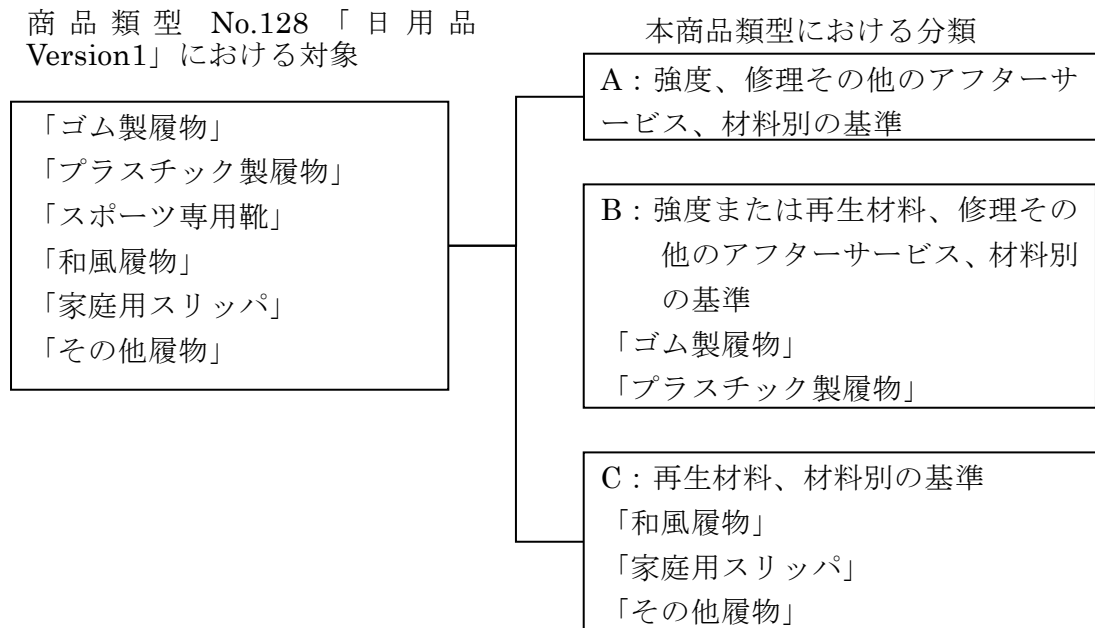 商品類型 No.128「日用品
Version1」における対象
「ゴム製履物」
「プラスチック製履物」
「スポーツ専用靴」
「和風履物」
「家庭用スリッパ」
「その他履物」
本商品類型における分類
A：強度、修理その他のアフターサ
ービス、材料別の基準
B：強度または再生材料、修理その
他のアフターサービス、材料別
の基準
「ゴム製履物」
「プラスチック製履物」
C：再生材料、材料別の基準
「和風履物」
「家庭用スリッパ」
「その他履物」